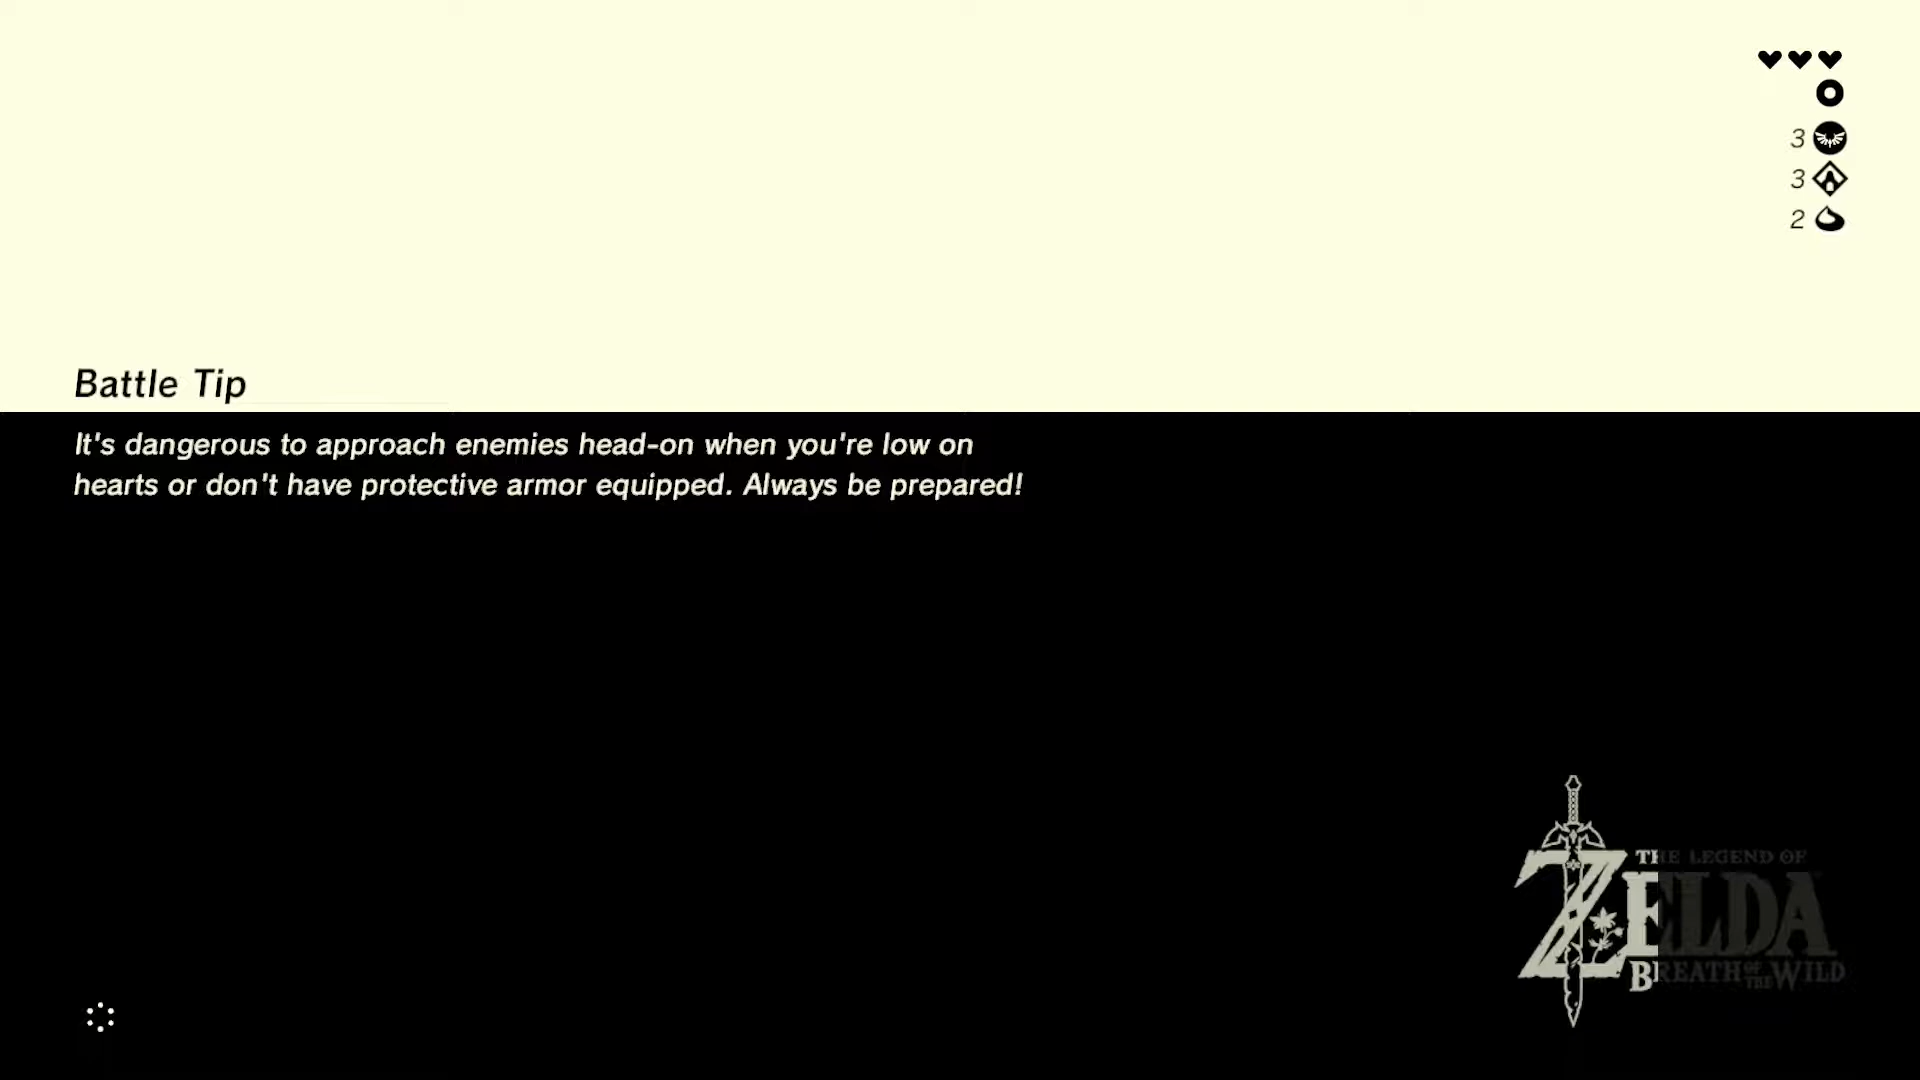 3
3
2
Battle Tip
It's dangerous to approach enemies head-on when you're low on
hearts or don't have protective armor equipped. Always be prepared!
THE LEGEND OF
ZELDA
BREATH OF THE WILD